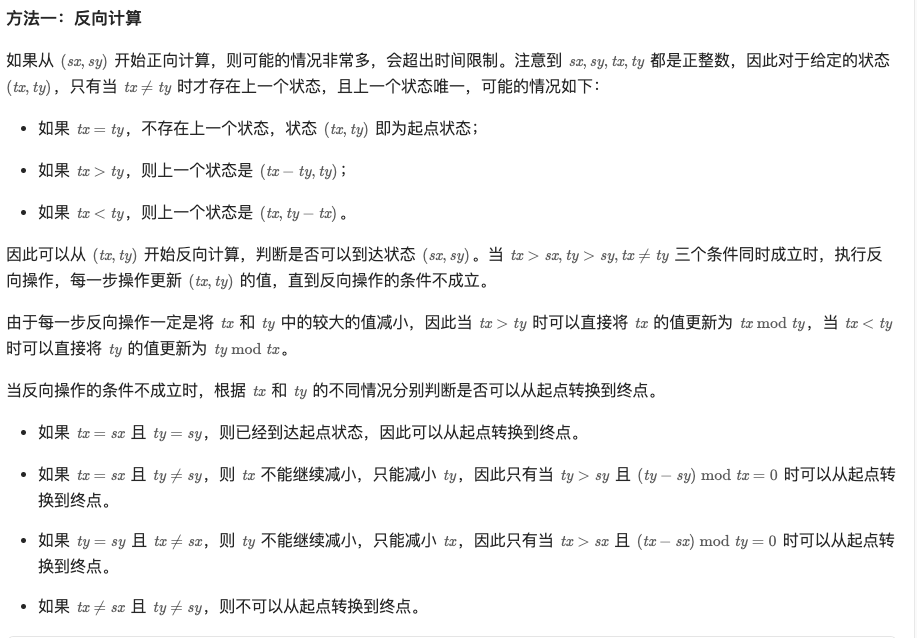 方法一：反向计算
如果从 (sx, sy) 开始正向计算，则可能的情况非常多，会超出时间限制。注意到 sx, sy, tx, ty 都是正整数，因此对于给定的状态
(tx, ty)，只有当 tx ≠ ty 时才存在上一个状态，且上一个状态唯一，可能的情况如下：
• 如果 tx = ty，不存在上一个状态，状态 (tx, ty) 即为起点状态；
• 如果 tx > ty，则上一个状态是 (tx − ty, ty)；
• 如果 tx < ty，则上一个状态是 (tx, ty − tx)。
因此可以从 (tx, ty) 开始反向计算，判断是否可以到达状态 (sx, sy)。当 tx > sx, ty > sy, tx ≠ ty 三个条件同时成立时，执行反
向操作，每一步操作更新 (tx, ty) 的值，直到反向操作的条件不成立。
由于每一步反向操作一定是将 tx 和 ty 中的较大的值减小，因此当 tx > ty 时可以直接将 tx 的值更新为 tx mod ty，当 tx < ty
时可以直接将 ty 的值更新为 ty mod tx。
当反向操作的条件不成立时，根据 tx 和 ty 的不同情况分别判断是否可以从起点转换到终点。
• 如果 tx = sx 且 ty = sy，则已经到达起点状态，因此可以从起点转换到终点。
• 如果 tx = sx 且 ty ≠ sy，则 tx 不能继续减小，只能减小 ty，因此只有当 ty > sy 且 (ty − sy) mod tx = 0 时可以从起点转
换到终点。
• 如果 ty = sy 且 tx ≠ sx，则 ty 不能继续减小，只能减小 tx，因此只有当 tx > sx 且 (tx − sx) mod ty = 0 时可以从起点转
换到终点。
• 如果 tx ≠ sx 且 ty ≠ sy，则不可以从起点转换到终点。